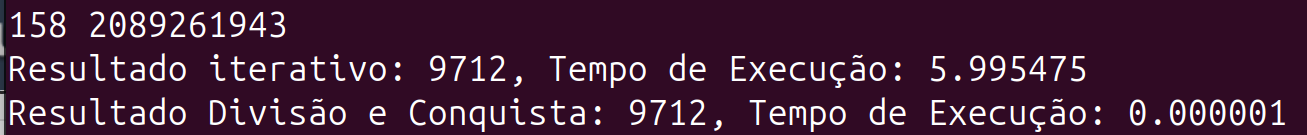 158 2089261943
Resultado iterativo: 9712, Tempo de Execução: 5.995475
Resultado Divisão e Conquista: 9712, Tempo de Execução: 0.000001